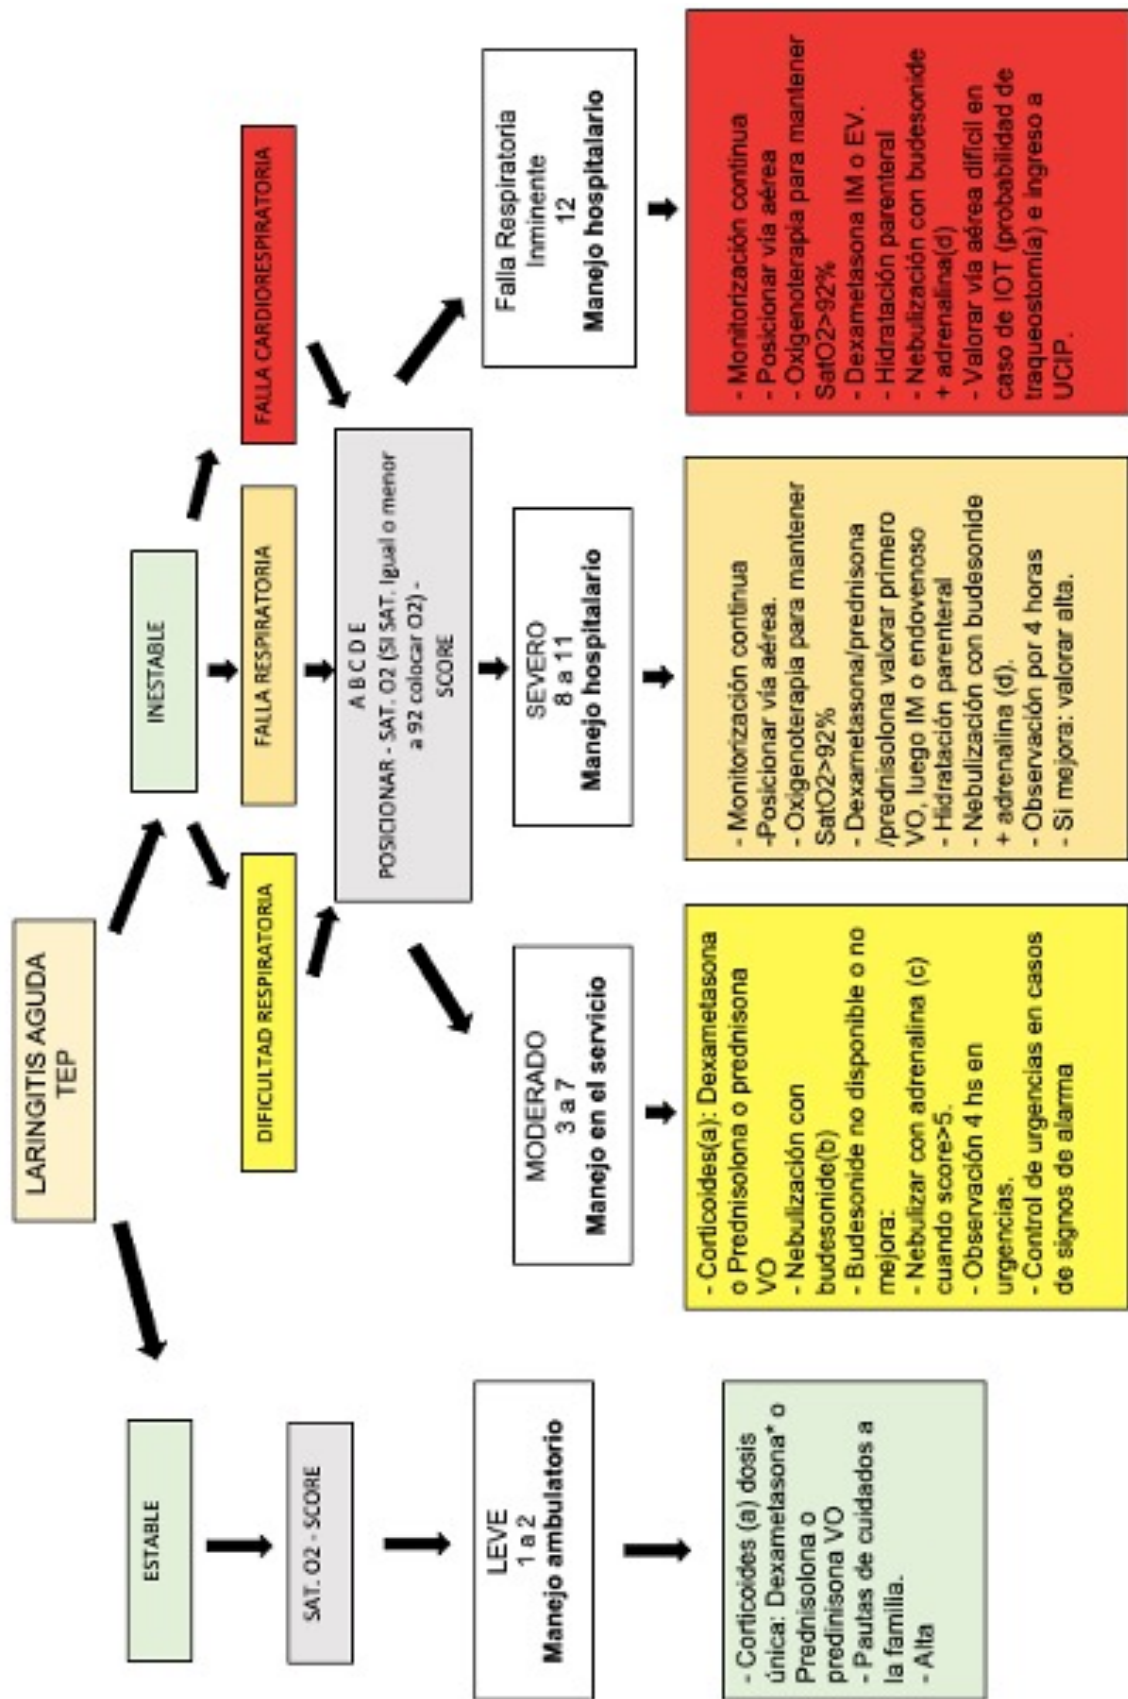 LARINGITIS AGUDA
TEP
ESTABLE
INESTABLE
DIFICULTAD RESPIRATORIA
FALLA RESPIRATORIA
FALLA CARDIORESPIRATORIA
SAT. O2 - SCORE
A B C D E
POSICIONAR - SAT. O2 (SI SAT. Igual o menor
a 92 colocar O2) -
SCORE
LEVE
1 a 2
Manejo ambulatorio
MODERADO
3 a 7
Manejo en el servicio
SEVERO
8 a 11
Manejo hospitalario
Falla Respiratoria
Inminente
12
Manejo hospitalario
- Corticoides (a) dosis
única: Dexametasona* o
Prednisolona o
predinisona VO
- Pautas de cuidados a
la familia.
- Alta
- Corticoides(a): Dexametasona
o Prednisolona o prednisona
VO
- Nebulización con
budesonide(b)
- Budesonide no disponible o no
mejora:
- Nebulizar con adrenalina (c)
cuando score>5.
- Observación 4 hs en
urgencias.
- Control de urgencias en casos
de signos de alarma
- Monitorización continua
-Posicionar vía aérea.
- Oxigenoterapia para mantener
SatO2>92%
- Dexametasona/prednisona
/prednisolona valorar primero
VO, luego IM o endovenoso
- Hidratación parenteral
- Nebulización con budesonide
+ adrenalina (d).
- Observación por 4 horas
- Si mejora: valorar alta.
- Monitorización continua
- Posicionar vía aérea
- Oxigenoterapia para mantener
SatO2>92%
- Dexametasona IM o EV.
- Hidratación parenteral
- Nebulización con budesonide
+ adrenalina(d)
- Valorar vía aérea difícil en
caso de IOT (probabilidad de
traqueostomía) e ingreso a
UCIP.